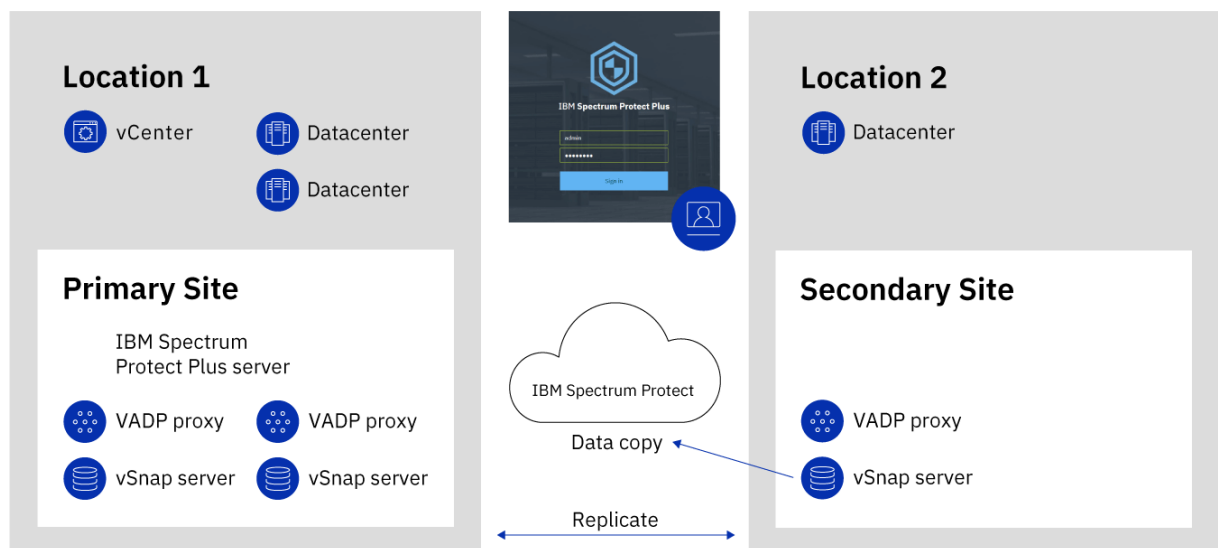 Location 1
vCenter
Datacenter
Datacenter
Primary Site
IBM Spectrum
Protect Plus server
VADP proxy
VADP proxy
vSnap server
vSnap server
IBM Spectrum Protect Plus
admin
••••••••
Sign in
IBM Spectrum Protect
Data copy
Replicate
Location 2
Datacenter
Secondary Site
VADP proxy
vSnap server